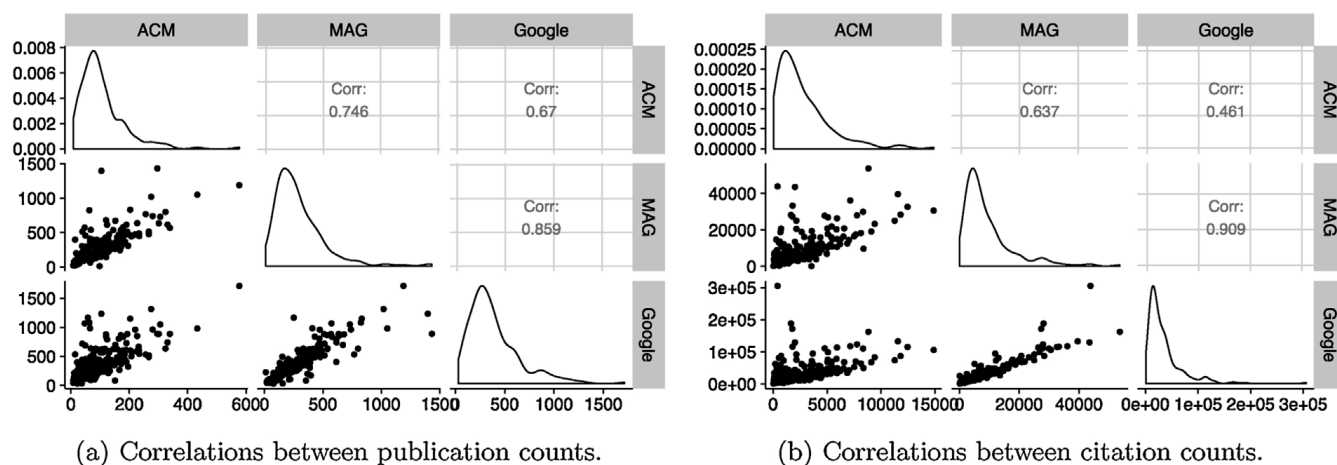 ACM MAG Google
0.008
0.006
0.004
0.002
0.000
Corr:
0.746
Corr:
0.67
ACM
1500
1000
500
0
Corr:
0.859
MAG
1500
1000
500
0
Google
0 200 400 600
500 1000 1500
0 500 1000 1500
(a) Correlations between publication counts.
ACM MAG Google
0.00025
0.00020
0.00015
0.00010
0.00005
0.00000
Corr:
0.637
Corr:
0.461
ACM
40000
20000
0
Corr:
0.909
MAG
3e+05
2e+05
1e+05
0e+00
Google
0 5000 10000 15000
0 20000 40000
0e+00 1e+05 2e+05 3e+05
(b) Correlations between citation counts.